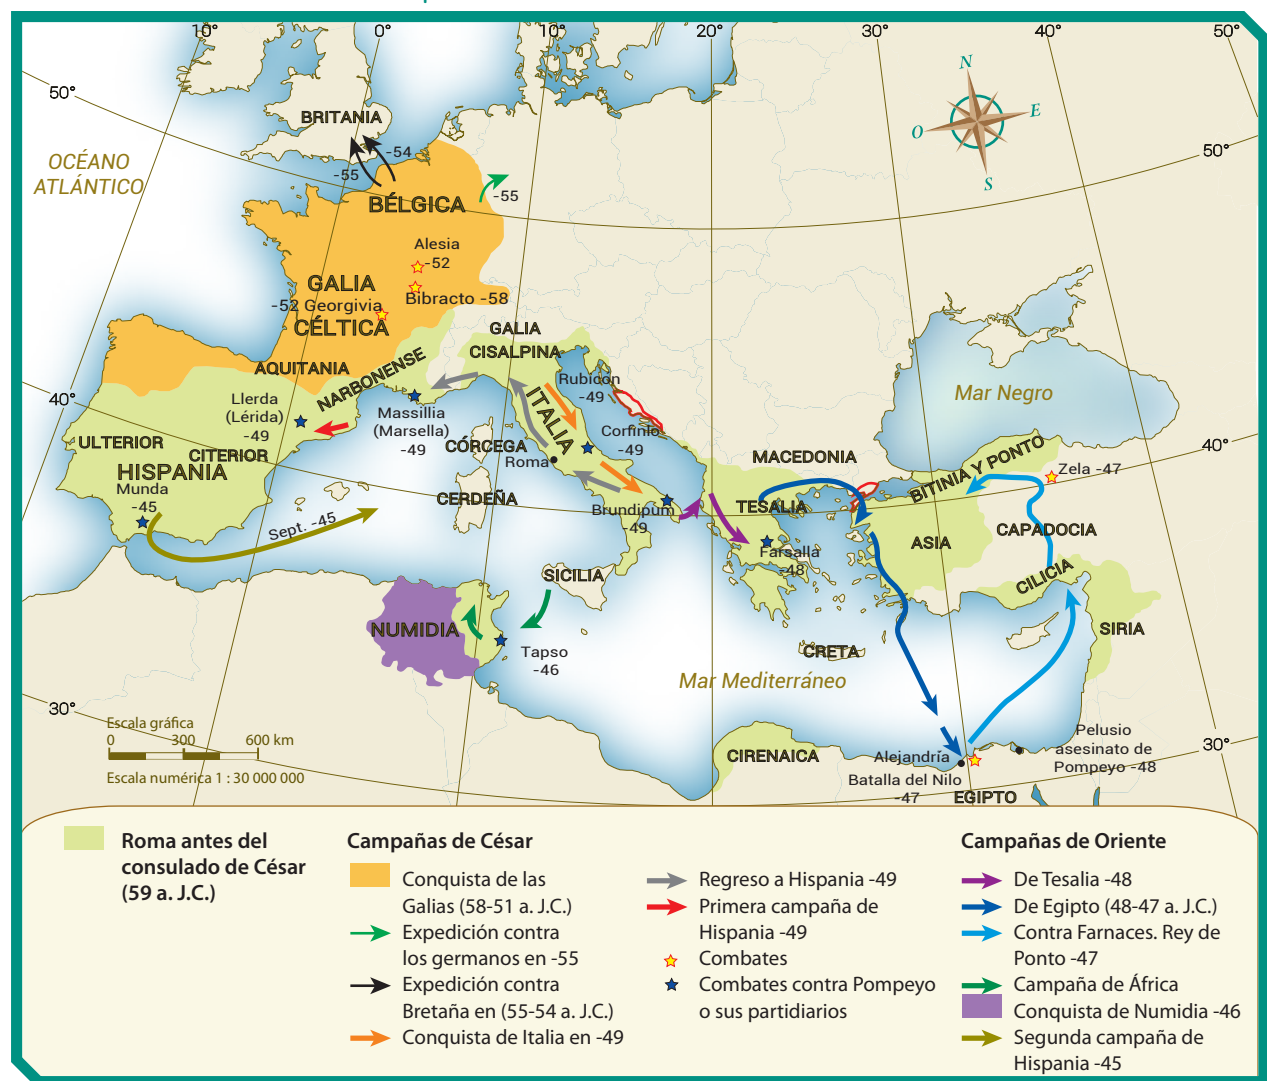 10°
0°
10°
20°
30°
40°
50°
50°
50°
40°
40°
30°
30°
N
E
S
O
OCÉANO
ATLÁNTICO
BRITANIA
-54
-55
BÉLGICA
-55
Alesia
-52
GALIA
CÉLTICA
-52 Georgivia
Bibracto -58
AQUITANIA
NARBONENSE
GALIA
CISALPINA
Rubicon
-49
ITALIA
Llerda
(Lérida)
-49
Massillia
(Marsella)
-49
ULTERIOR
CITERIOR
HISPANIA
Munda
-45
Sept. -45
CÓRCEGA
Roma
CERDEÑA
Corfinio
-49
Brundipum
-49
SICILIA
NUMIDIA
Tapso
-46
MACEDONIA
TESALIA
Farsalla
-48
CRETA
Mar Negro
BITINIA Y PONTO
Zela -47
ASIA
CAPADOCIA
CILICIA
SIRIA
Mar Mediterráneo
CIRENAICA
Alejandría
Batalla del Nilo
-47
EGIPTO
Pelusio
asesinato de
Pompeyo -48
Escala gráfica
0 300 600 km
Escala numérica 1 : 30 000 000
Roma antes del
consulado de César
(59 a. J.C.)
Campañas de César
Conquista de las
Galias (58-51 a. J.C.)
Expedición contra
los germanos en -55
Expedición contra
Bretaña en (55-54 a. J.C.)
Conquista de Italia en -49
Regreso a Hispania -49
Primera campaña de
Hispania -49
Combates
Combates contra Pompeyo
o sus partidiarios
Campañas de Oriente
De Tesalia -48
De Egipto (48-47 a. J.C.)
Contra Farnaces. Rey de
Ponto -47
Campaña de África
Conquista de Numidia -46
Segunda campaña de
Hispania -45